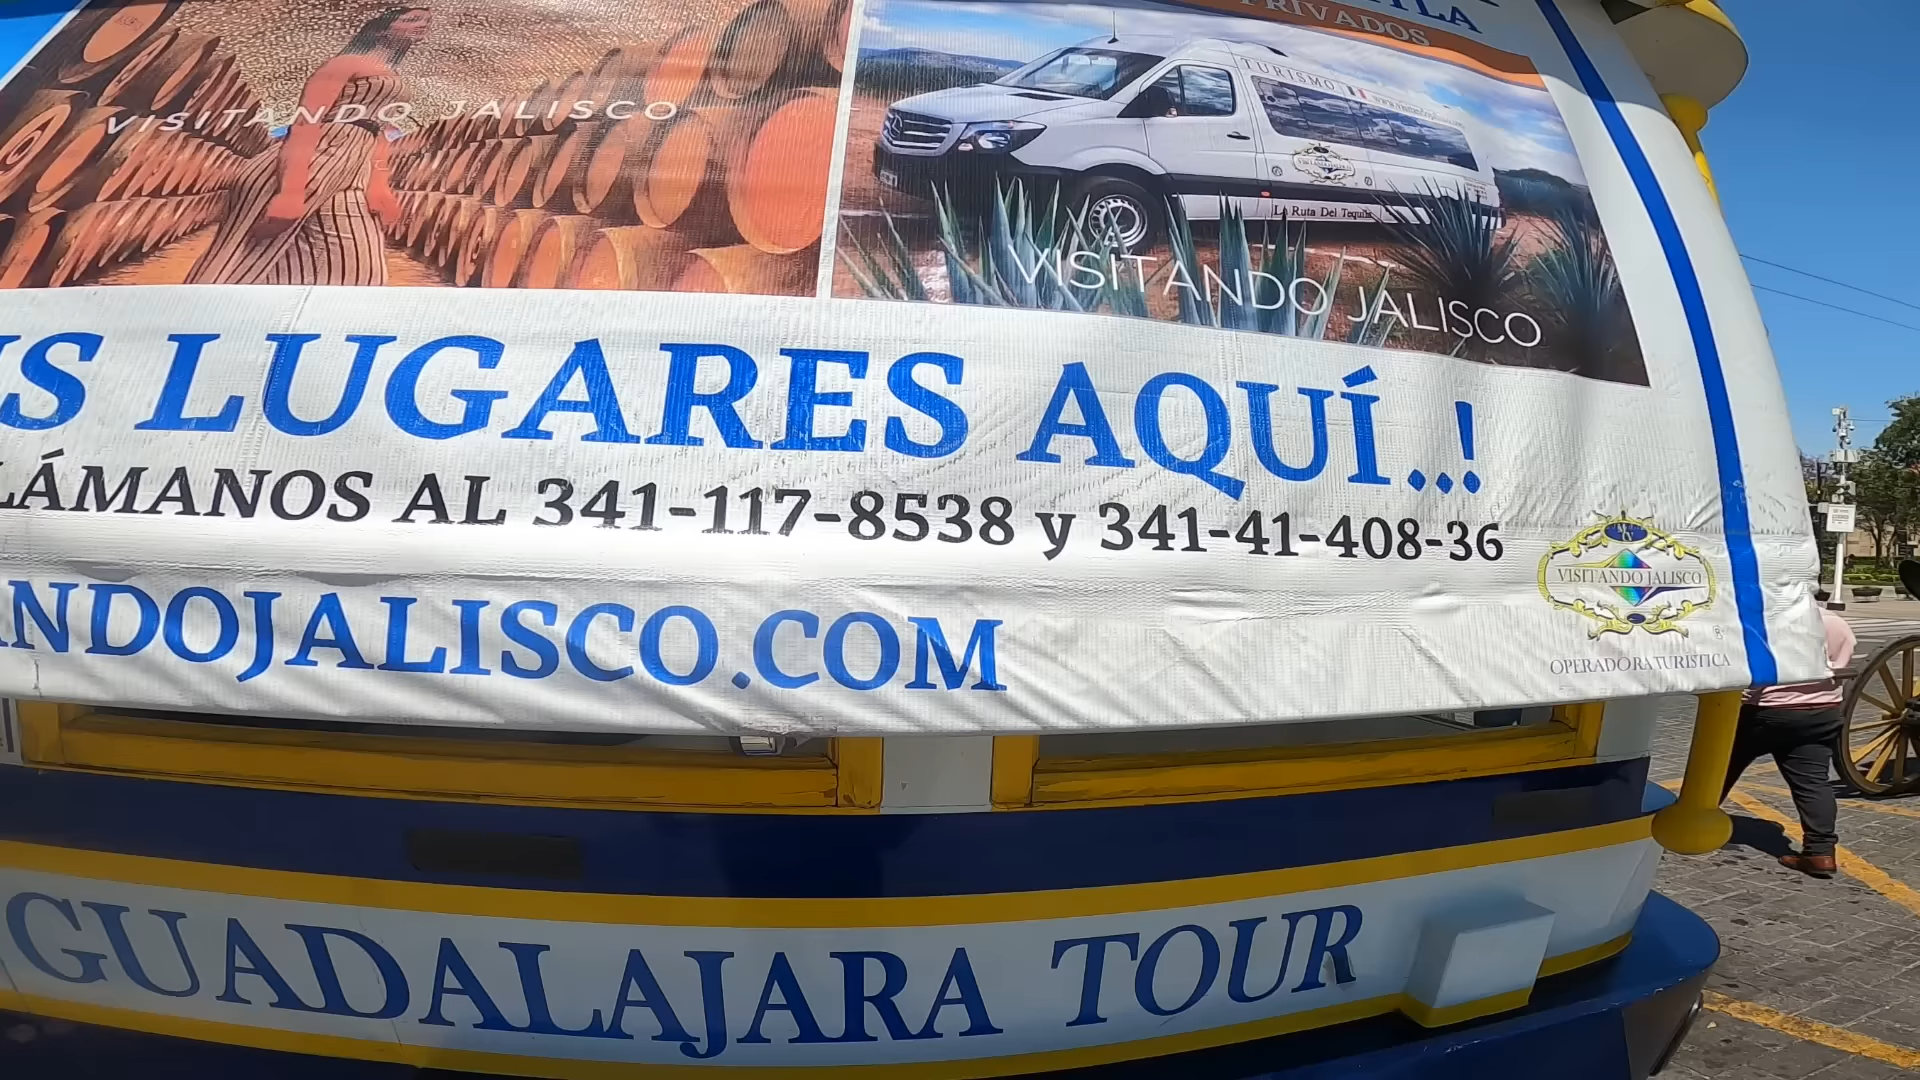 PRIVADOS
VISITANDO JALISCO
TURISMO
La Ruta Del Tequila
VISITANDO JALISCO
S LUGARES AQUÍ..!
LÁMANOS AL 341-117-8538 y 341-41-408-36
VISITANDO JALISCO
OPERADORA TURISTICA
ANDOJALISCO.COM
GUADALAJARA TOUR